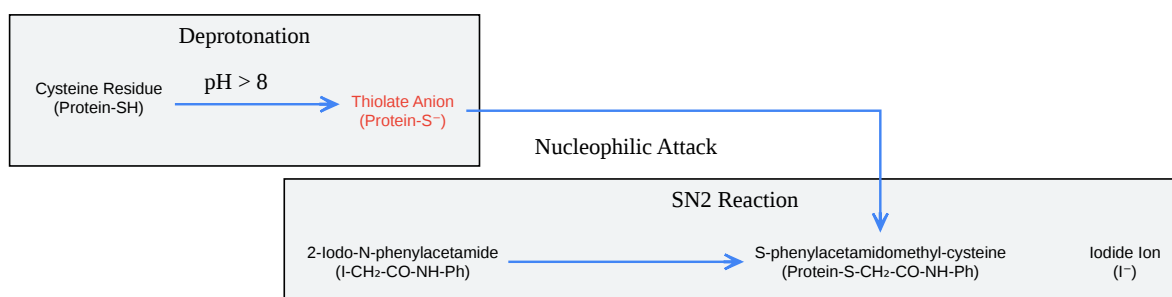 Deprotonation
Cysteine Residue
(Protein-SH)
pH > 8
Thiolate Anion
(Protein-S⁻)
Nucleophilic Attack
SN2 Reaction
2-Iodo-N-phenylacetamide
(I-CH₂-CO-NH-Ph)
S-phenylacetamidomethyl-cysteine
(Protein-S-CH₂-CO-NH-Ph)
Iodide Ion
(I⁻)